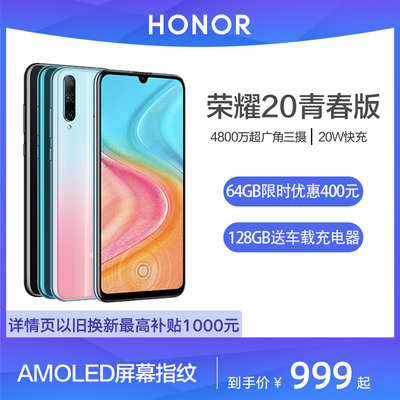 HONOR
荣耀20青春版
4800万超广角三摄 | 20W快充
64GB限时优惠400元
128GB送车载充电器
详情页以旧换新最高补贴1000元
AMOLED屏幕指纹
到手价¥ 999起